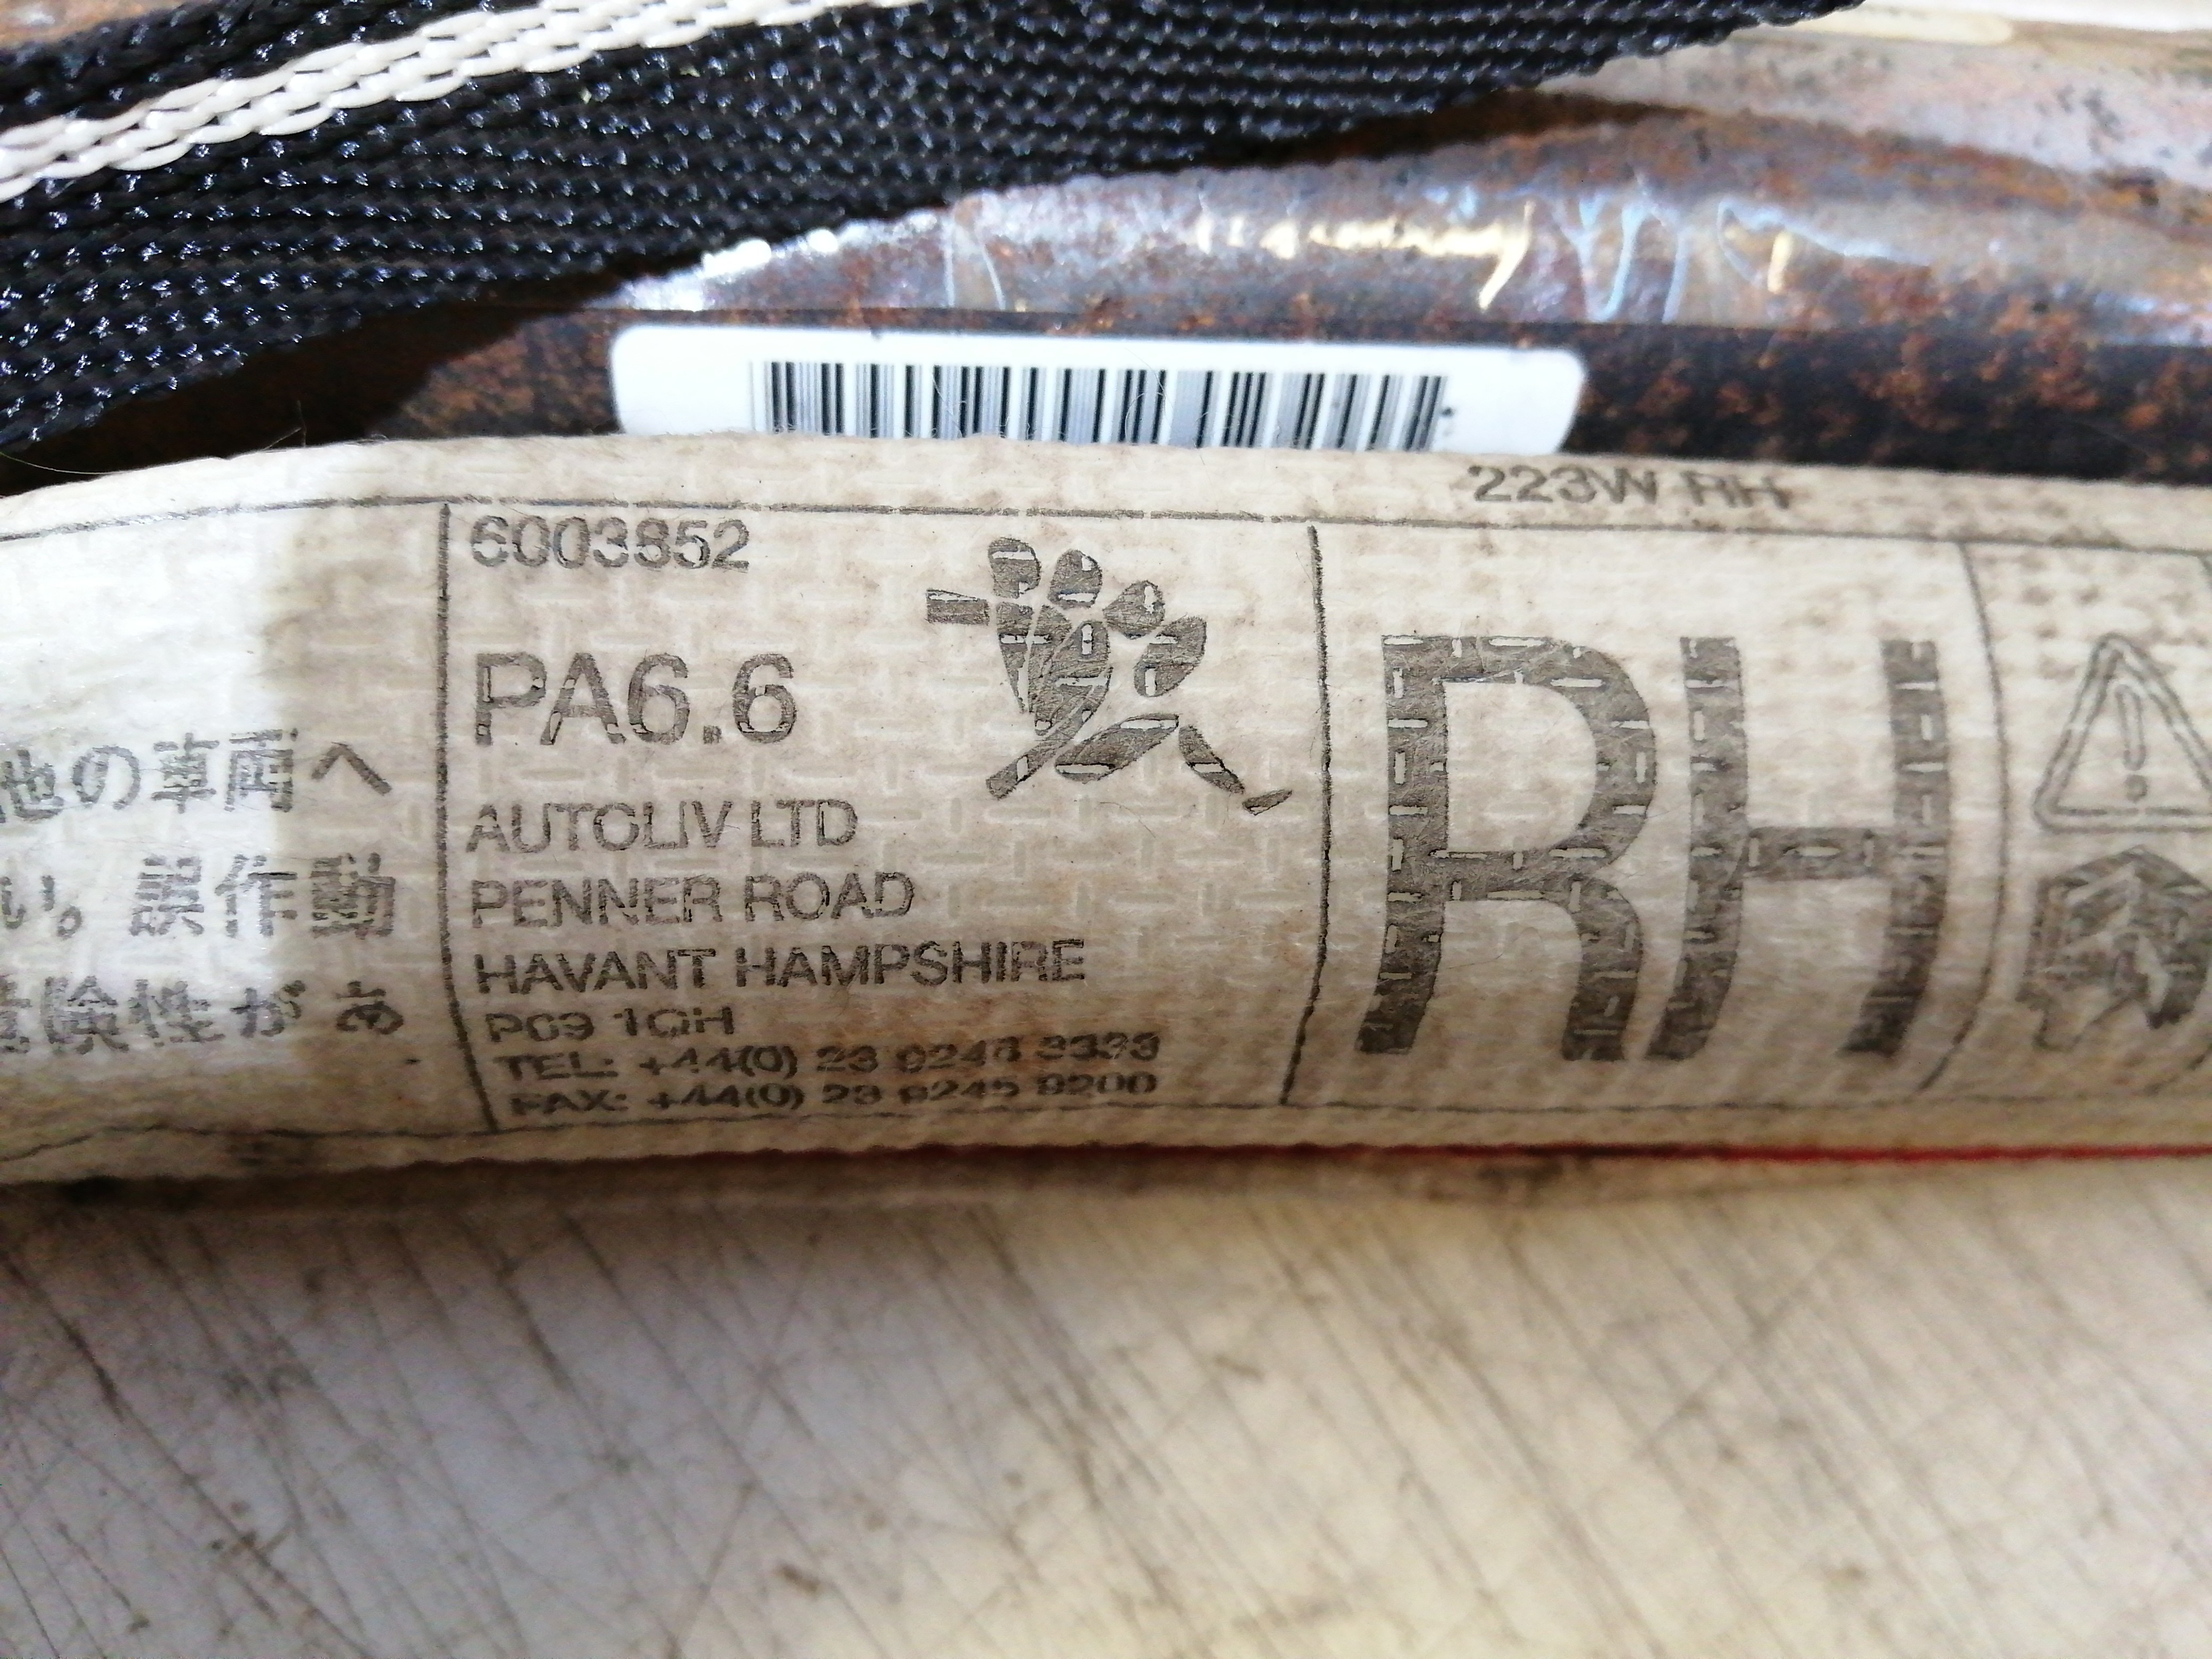 他の車両へ
い。誤作動
危険性があ
6003852
PA6.6
AUTOLIV LTD
PENNER ROAD
HAVANT HAMPSHIRE
PO9 1QH
TEL: +44(0) 23 9248 3333
FAX: +44(0) 23 9245 9200
223W RH
RH